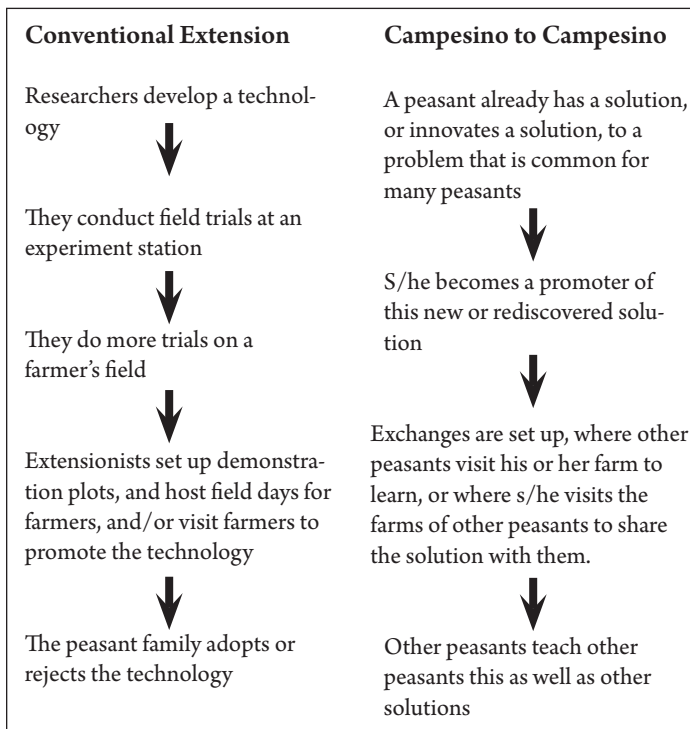 Conventional Extension
Researchers develop a technol-
ogy
They conduct field trials at an
experiment station
They do more trials on a
farmer’s field
Extensionists set up demonstra-
tion plots, and host field days for
farmers, and/or visit farmers to
promote the technology
The peasant family adopts or
rejects the technology
Campesino to Campesino
A peasant already has a solution,
or innovates a solution, to a
problem that is common for
many peasants
S/he becomes a promoter of
this new or rediscovered solu-
tion
Exchanges are set up, where other
peasants visit his or her farm to
learn, or where s/he visits the
farms of other peasants to share
the solution with them.
Other peasants teach other
peasants this as well as other
solutions